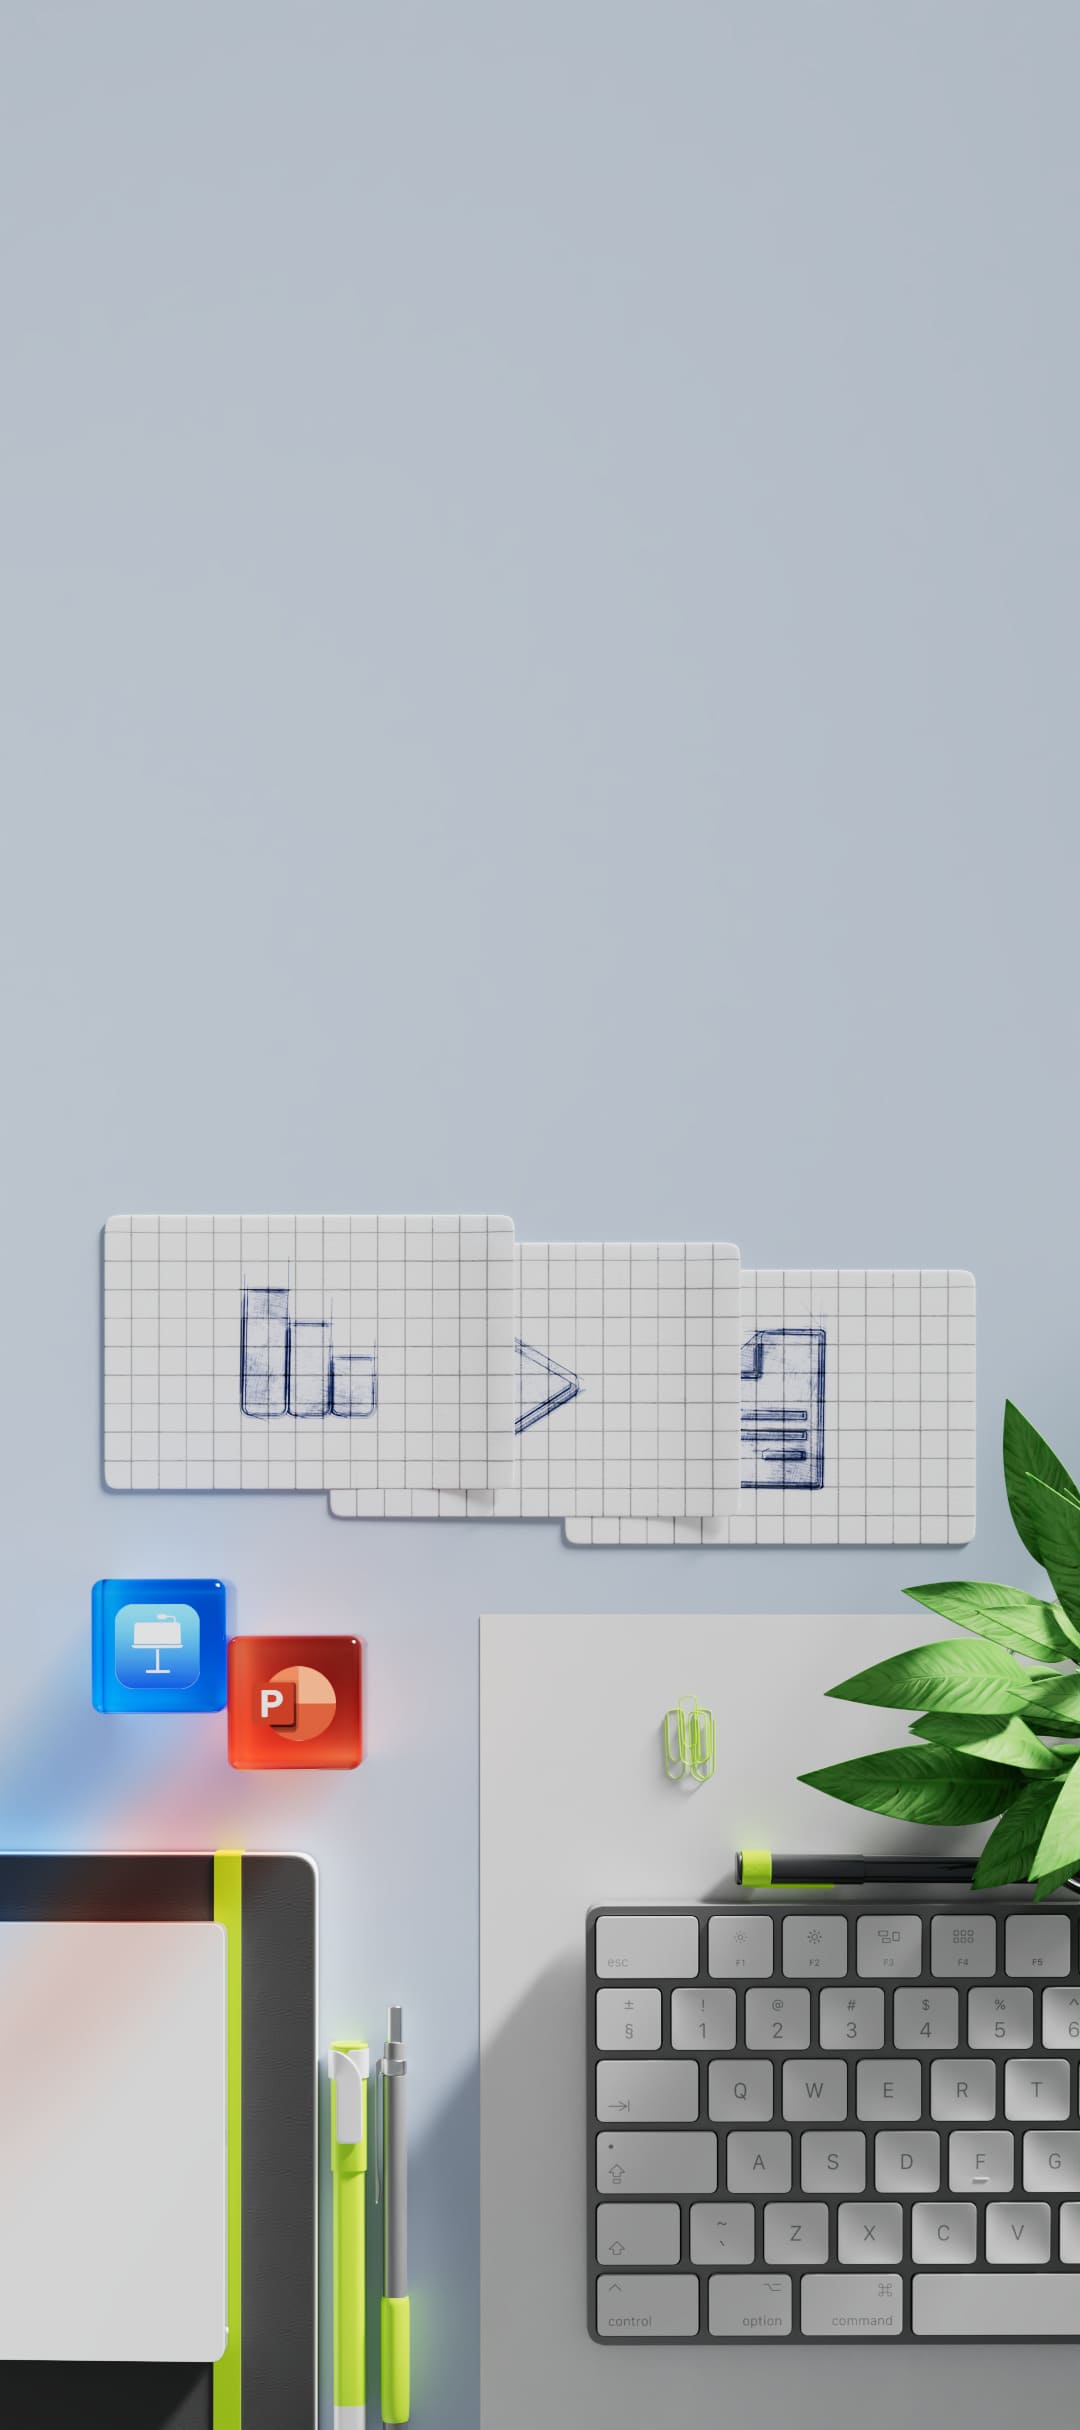 P
esc
F1 F2 F3 F4 F5
± ! @ # $ % ^
§ 1 2 3 4 5 6
Q W E R T
A S D F G
~
` Z X C V
control option command